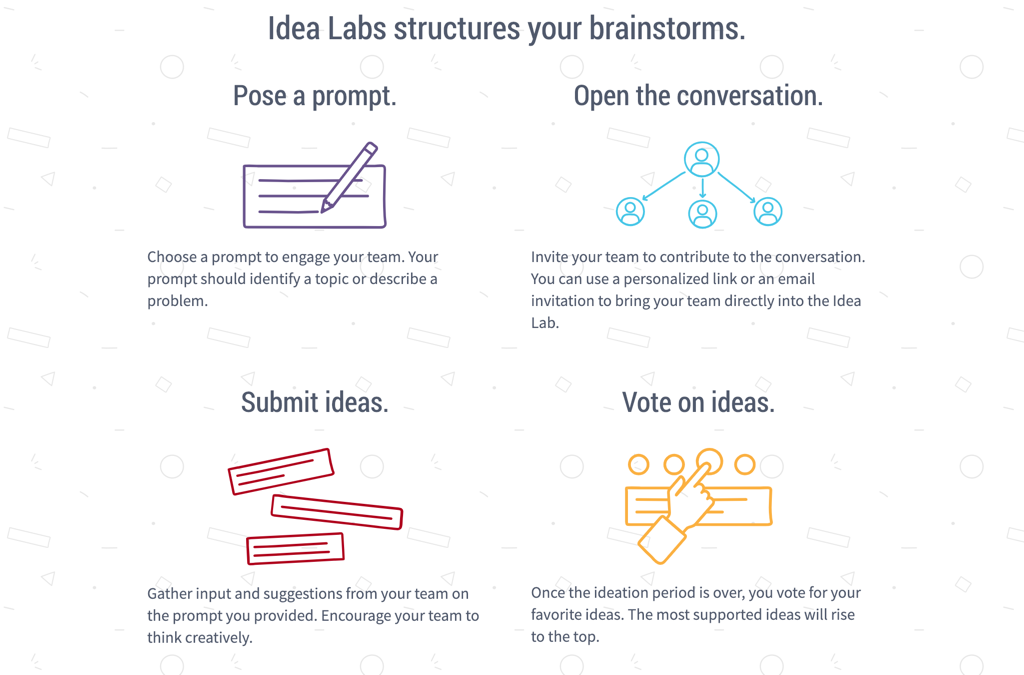 Idea Labs structures your brainstorms.
Pose a prompt.
Choose a prompt to engage your team. Your
prompt should identify a topic or describe a
problem.
Open the conversation.
Invite your team to contribute to the conversation.
You can use a personalized link or an email
invitation to bring your team directly into the Idea
Lab.
Submit ideas.
Gather input and suggestions from your team on
the prompt you provided. Encourage your team to
think creatively.
Vote on ideas.
Once the ideation period is over, you vote for your
favorite ideas. The most supported ideas will rise
to the top.